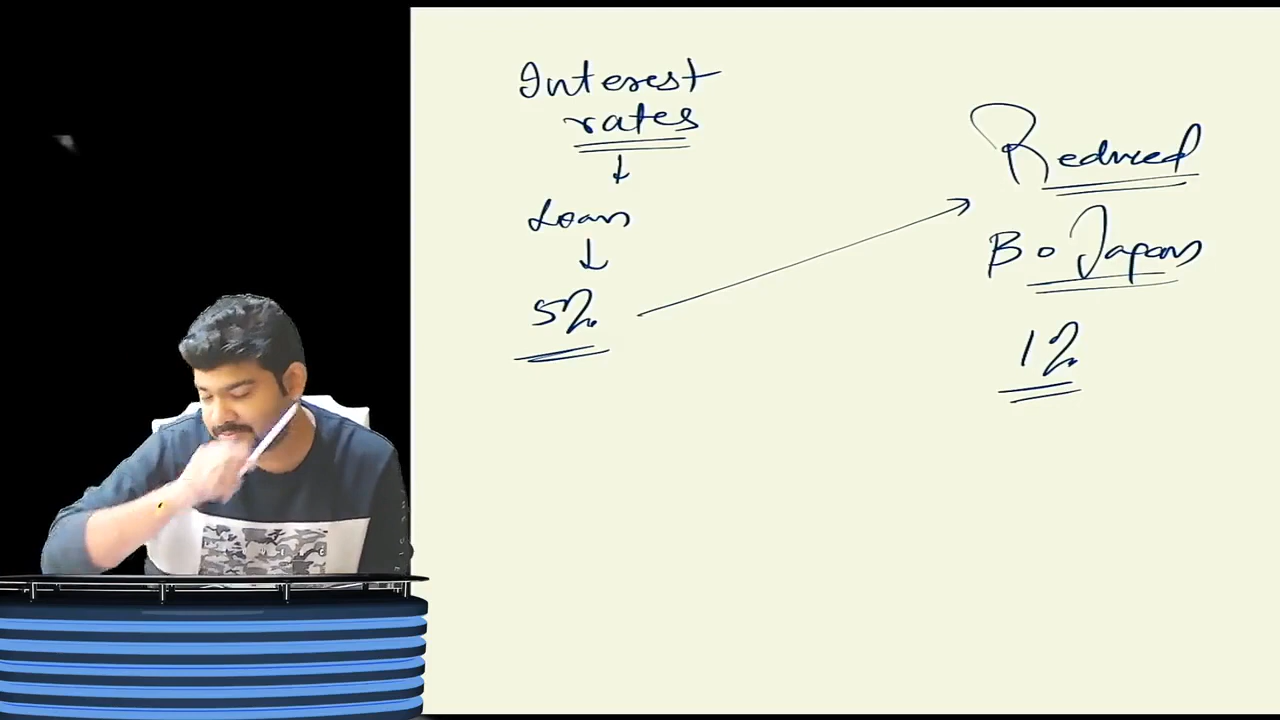 Interest
rates
↓
Loan
↓
5%
Reduced
B o Japan
1%